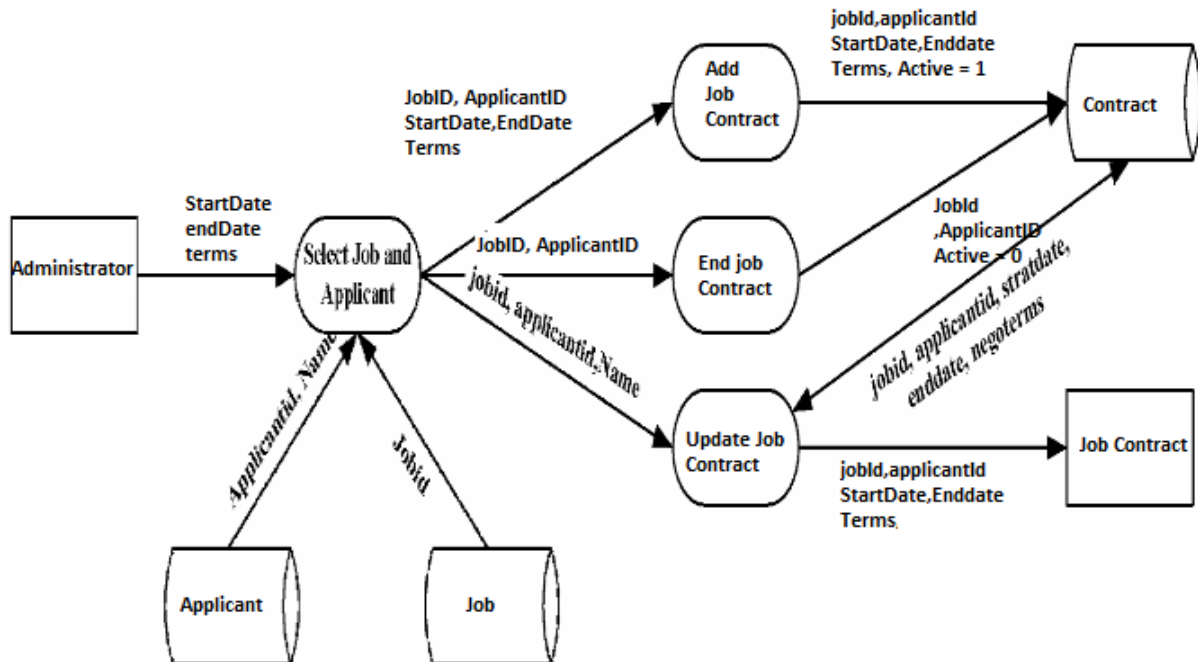 jobId,applicantId
StartDate,Enddate
Terms, Active = 1
Add
Job
Contract
Contract
JobID, ApplicantID
StartDate,EndDate
Terms
StartDate
endDate
terms
Administrator
Select Job and
Applicant
JobID, ApplicantID
End job
Contract
JobId
,ApplicantID
Active = 0
jobid, applicantid,Name
jobid, applicantid, stratdate,
enddate, negoterms
Applicantid, Name
Jobid
Update Job
Contract
jobId,applicantId
StartDate,Enddate
Terms,
Job Contract
Applicant
Job